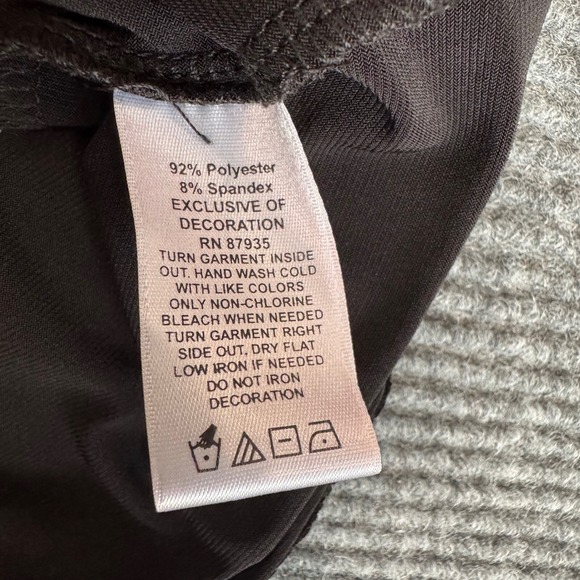 92% Polyester
8% Spandex
EXCLUSIVE OF
DECORATION
RN 87935
TURN GARMENT INSIDE
OUT. HAND WASH COLD
WITH LIKE COLORS
ONLY NON-CHLORINE
BLEACH WHEN NEEDED
TURN GARMENT RIGHT
SIDE OUT. DRY FLAT
LOW IRON IF NEEDED
DO NOT IRON
DECORATION